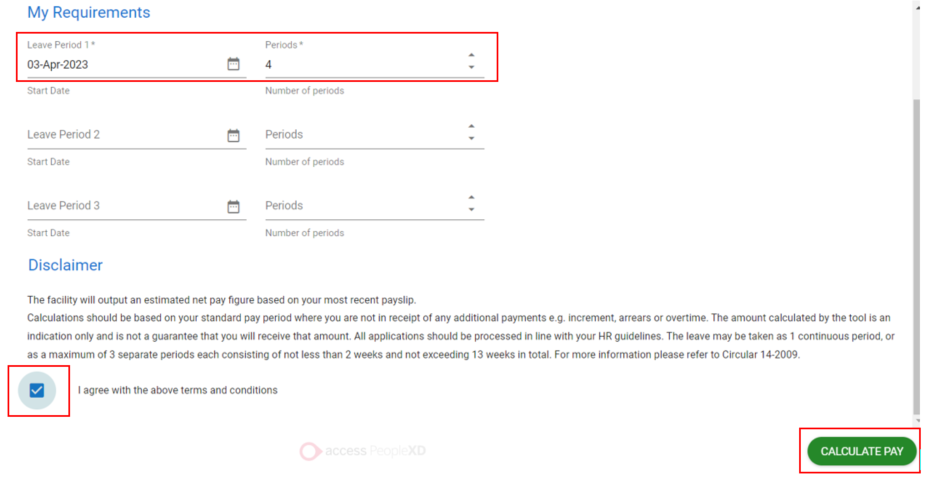 My Requirements
Leave Period 1 * Periods *
03-Apr-2023 4
Start Date Number of periods
Leave Period 2 Periods
Start Date Number of periods
Leave Period 3 Periods
Start Date Number of periods
Disclaimer
The facility will output an estimated net pay figure based on your most recent payslip.
Calculations should be based on your standard pay period where you are not in receipt of any additional payments e.g. increment, arrears or overtime. The amount calculated by the tool is an
indication only and is not a guarantee that you will receive that amount. All applications should be processed in line with your HR guidelines. The leave may be taken as 1 continuous period, or
as a maximum of 3 separate periods each consisting of not less than 2 weeks and not exceeding 13 weeks in total. For more information please refer to Circular 14-2009.
I agree with the above terms and conditions
access PeopleXD
CALCULATE PAY